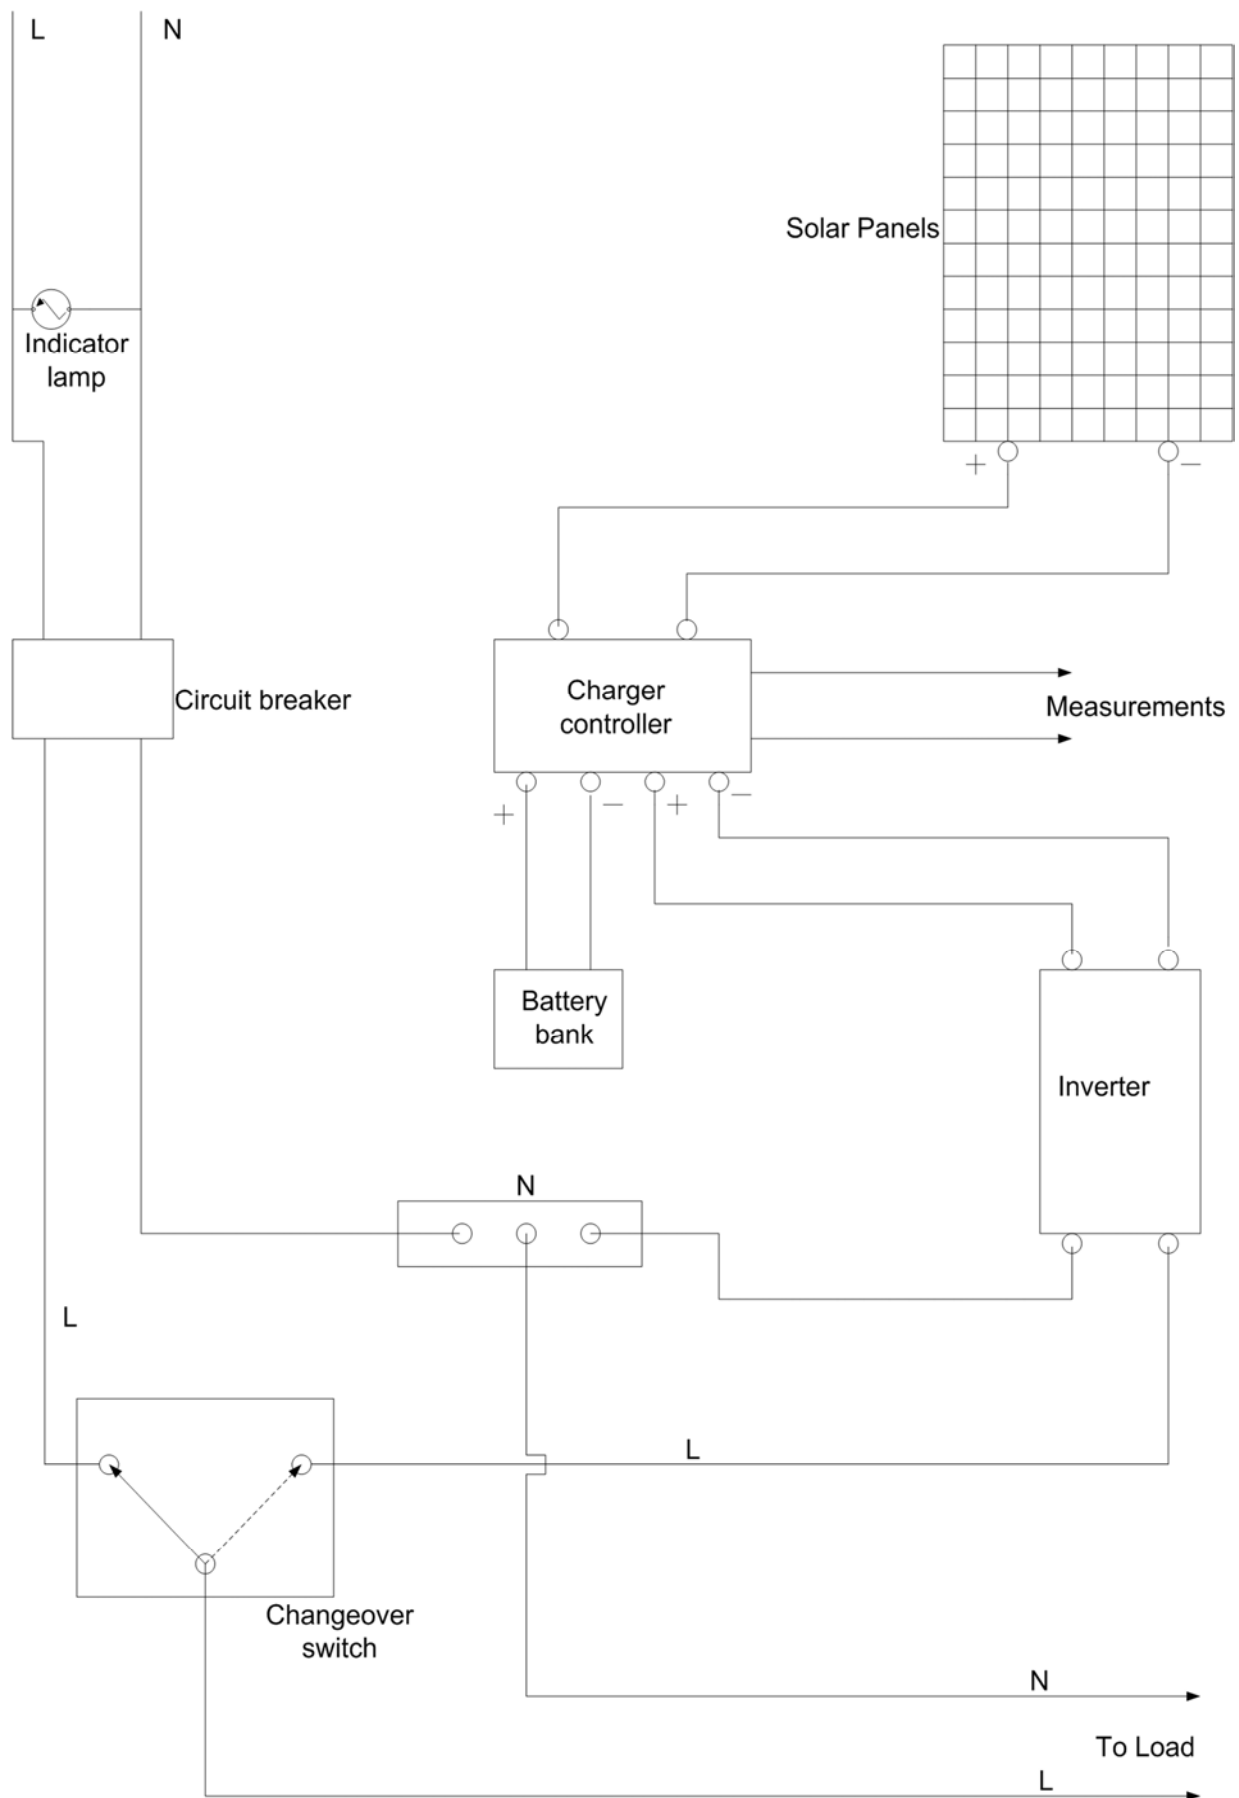 L
N
Solar Panels
Indicator
lamp
+
−
Circuit breaker
Charger
controller
Measurements
+
−
+
−
Battery
bank
Inverter
N
L
L
Changeover
switch
N
To Load
L